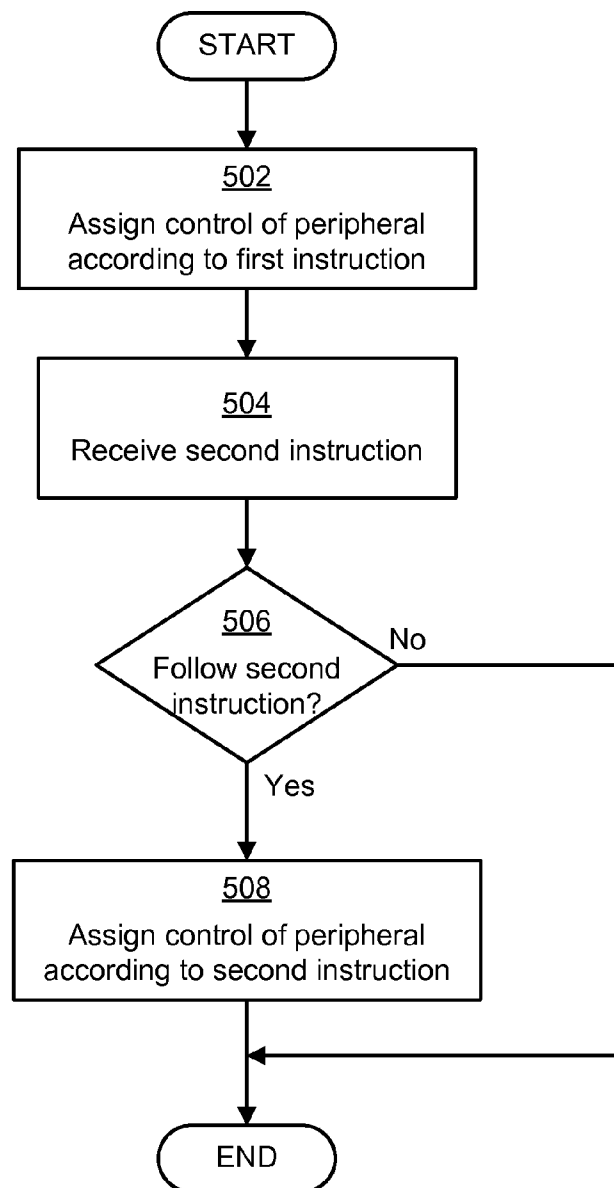 START
502
Assign control of peripheral
according to first instruction
504
Receive second instruction
506
Follow second
instruction?
No
Yes
508
Assign control of peripheral
according to second instruction
END